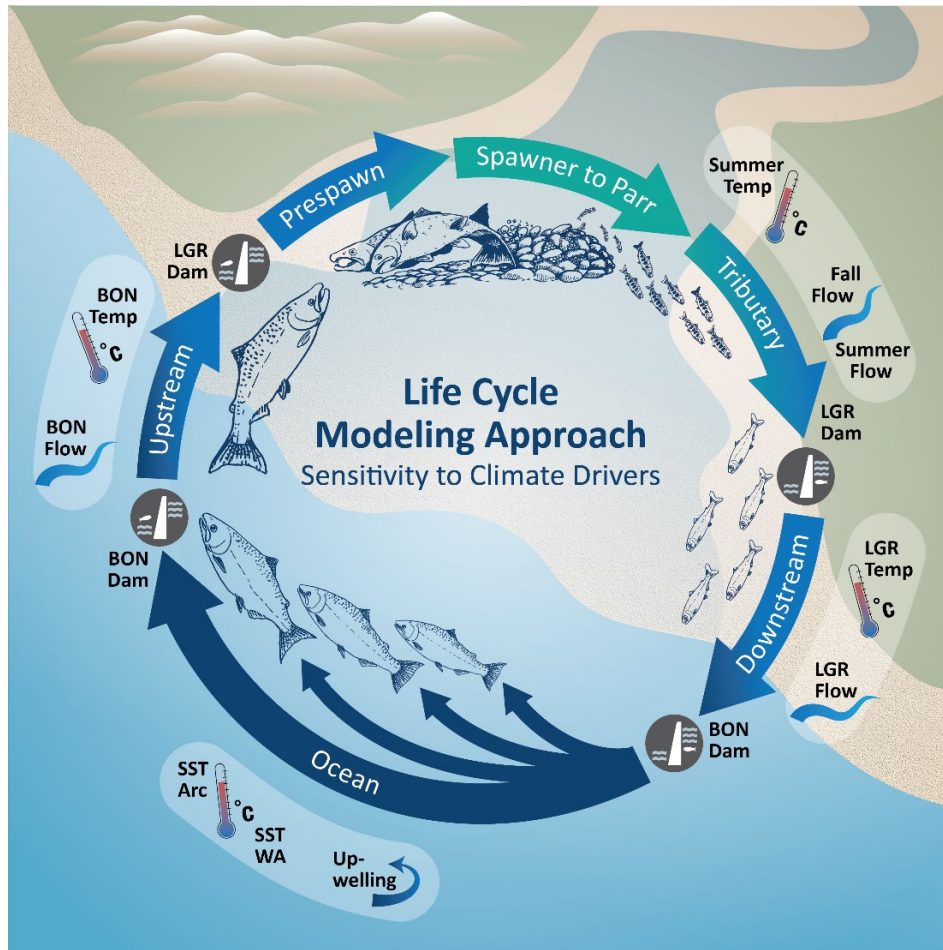 Life Cycle
Modeling Approach
Sensitivity to Climate Drivers
Prespawn
Spawner to Parr
Summer
Temp
°C
Tributary
Fall
Flow
Summer
Flow
LGR
Dam
LGR
Temp
°C
Downstream
LGR
Flow
BON
Dam
Ocean
SST
Arc
°C
SST
WA
Up-
welling
BON
Dam
Upstream
BON
Temp
°C
BON
Flow
LGR
Dam